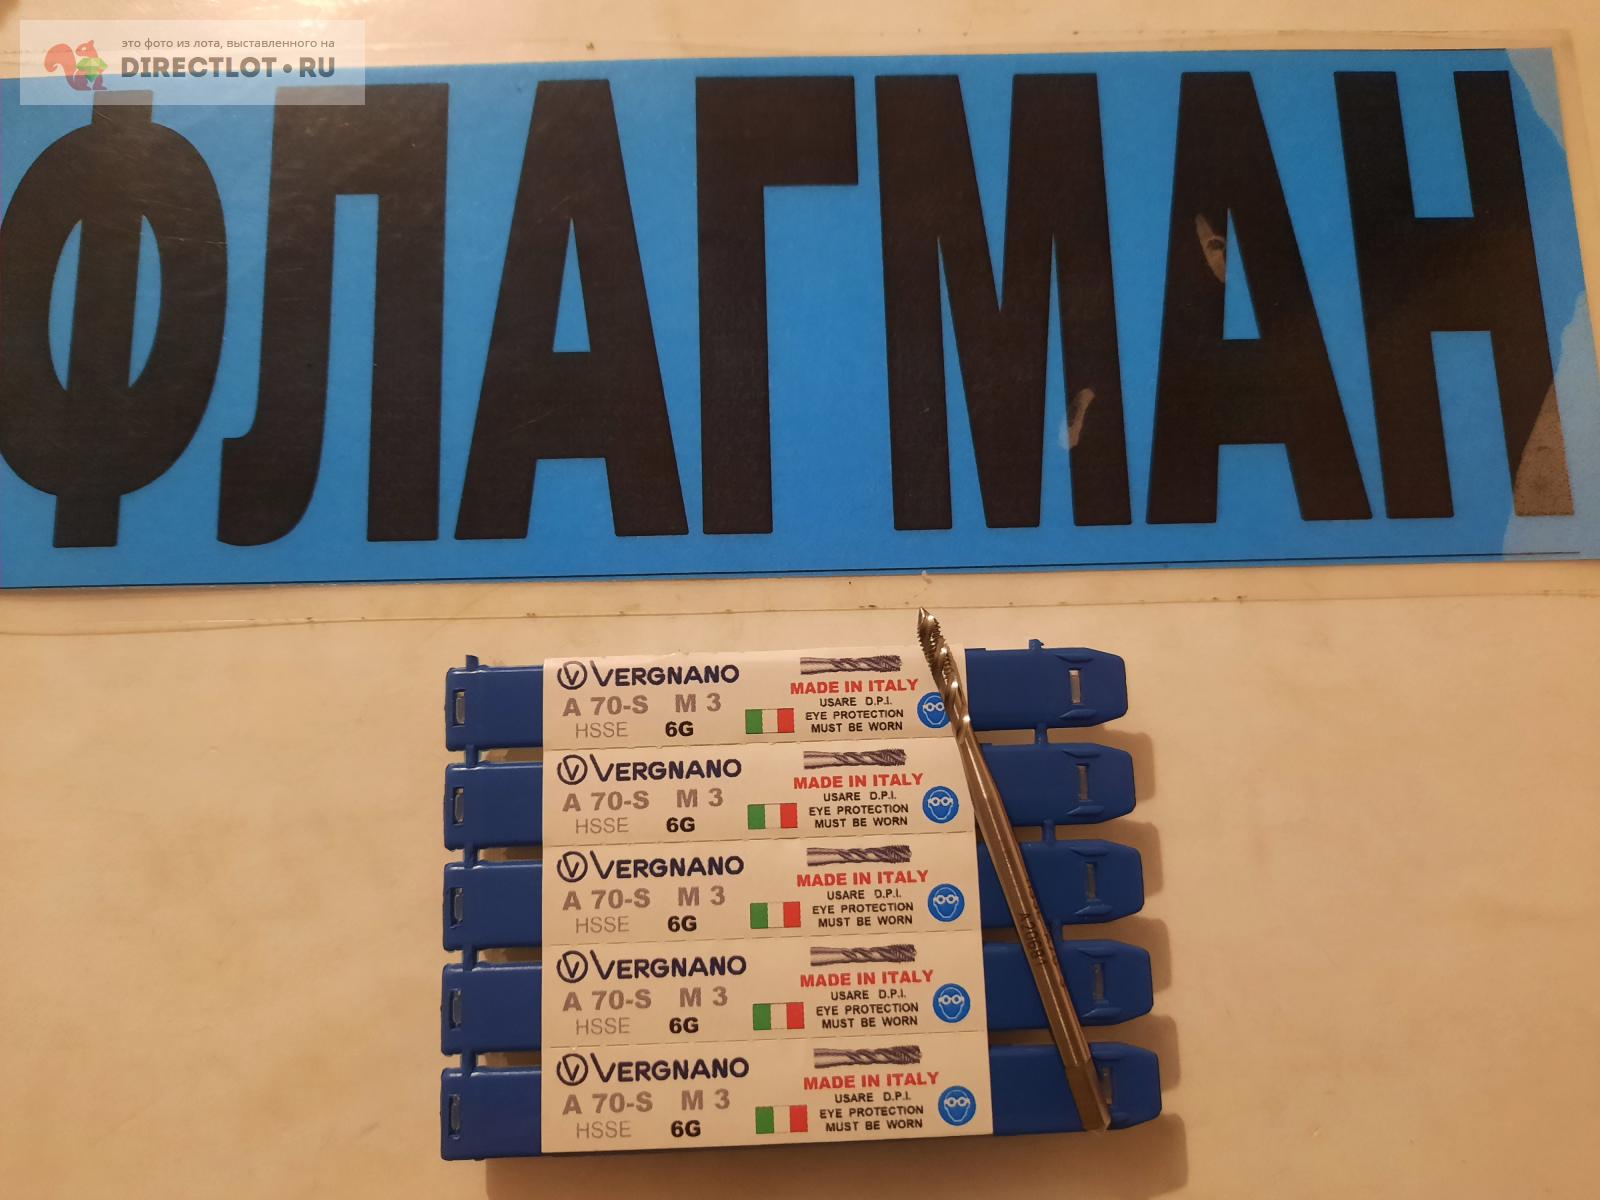 это фото из лота, выставленного на
DIRECTLOT.RU
ФЛАГМАН
VERGNANO
A 70-S M 3
HSSE 6G
MADE IN ITALY
USARE D.P.I.
EYE PROTECTION
MUST BE WORN
VERGNANO
A 70-S M 3
HSSE 6G
MADE IN ITALY
USARE D.P.I.
EYE PROTECTION
MUST BE WORN
VERGNANO
A 70-S M 3
HSSE 6G
MADE IN ITALY
USARE D.P.I.
EYE PROTECTION
MUST BE WORN
VERGNANO
A 70-S M 3
HSSE 6G
MADE IN ITALY
USARE D.P.I.
EYE PROTECTION
MUST BE WORN
VERGNANO
A 70-S M 3
HSSE 6G
MADE IN ITALY
USARE D.P.I.
EYE PROTECTION
MUST BE WORN